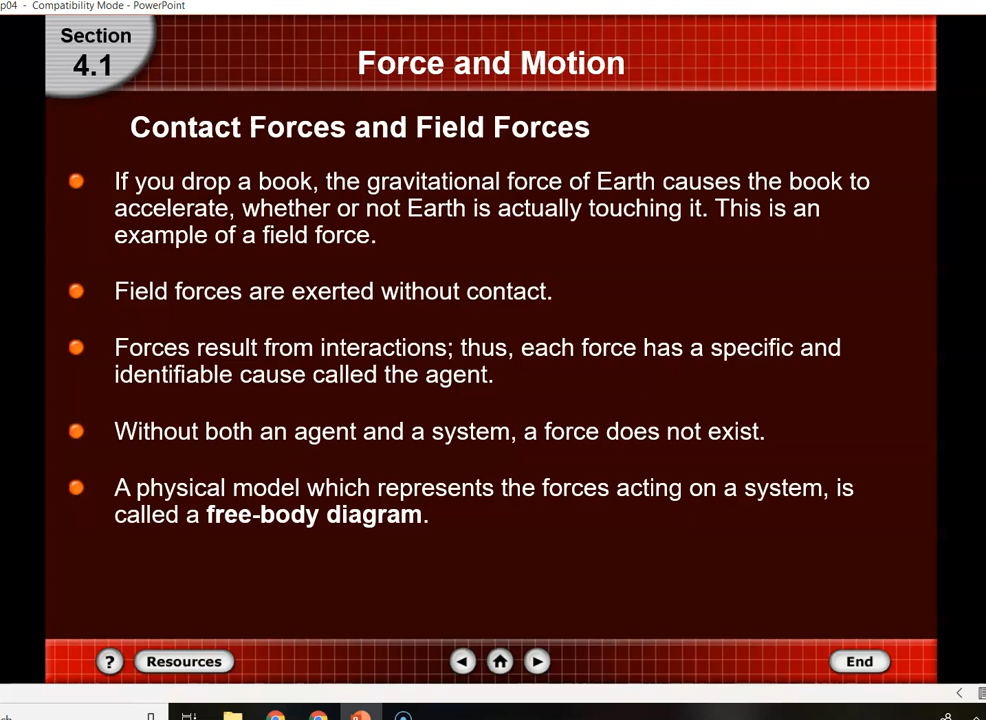 p04 - Compatibility Mode - PowerPoint
Section
4.1
Force and Motion
Contact Forces and Field Forces
If you drop a book, the gravitational force of Earth causes the book to
accelerate, whether or not Earth is actually touching it. This is an
example of a field force.
Field forces are exerted without contact.
Forces result from interactions; thus, each force has a specific and
identifiable cause called the agent.
Without both an agent and a system, a force does not exist.
A physical model which represents the forces acting on a system, is
called a free-body diagram.
? Resources End